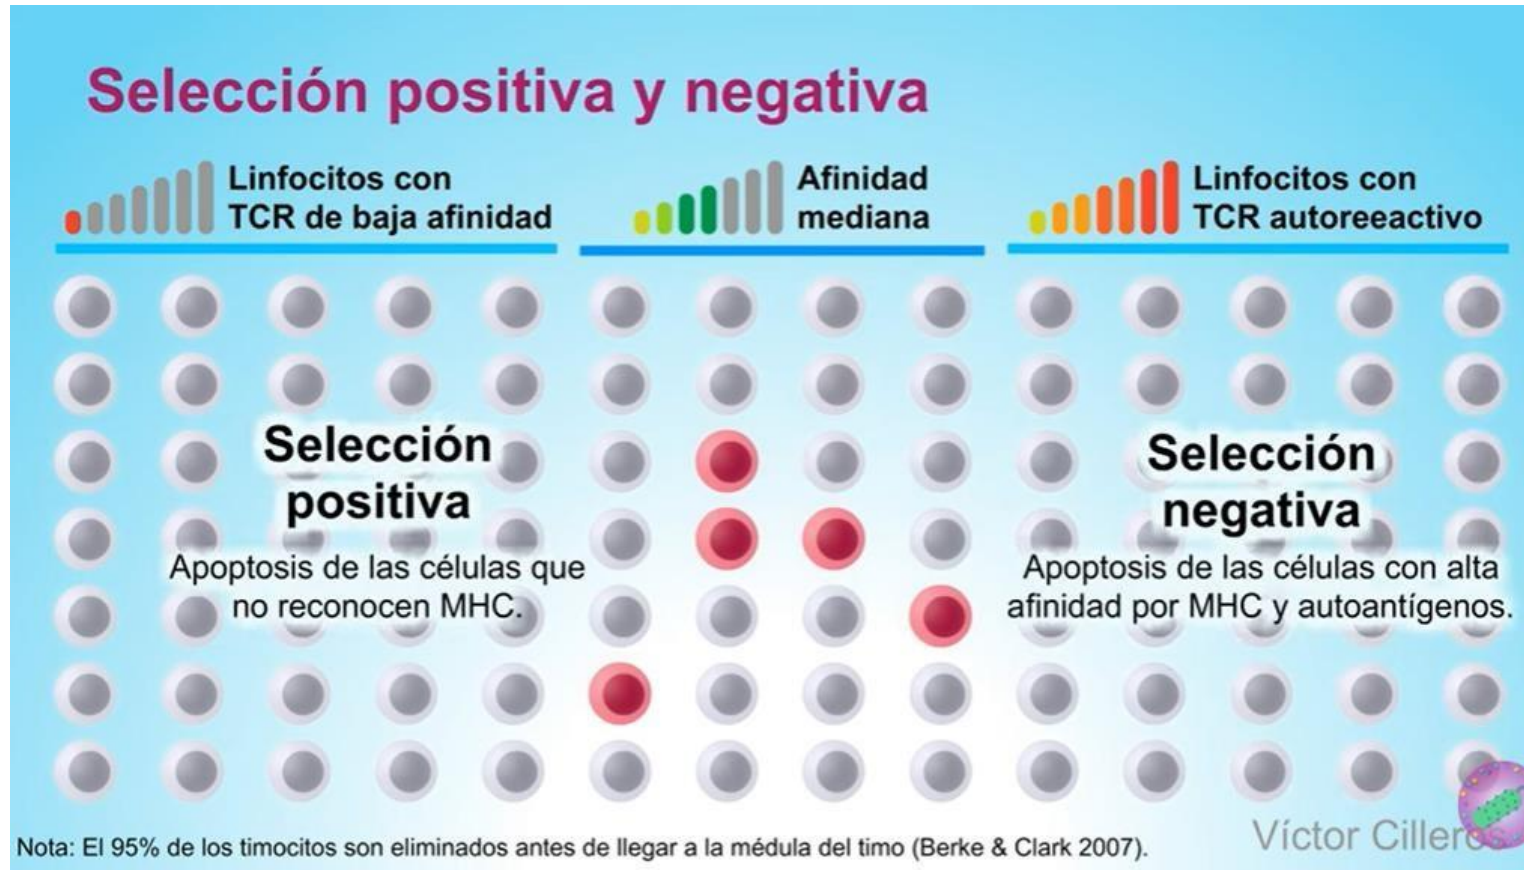 Selección positiva y negativa
Linfocitos con
TCR de baja afinidad
Afinidad
mediana
Linfocitos con
TCR autoreeactivo
Selección
positiva
Apoptosis de las células que
no reconocen MHC.
Selección
negativa
Apoptosis de las células con alta
afinidad por MHC y autoantígenos.
Nota: El 95% de los timocitos son eliminados antes de llegar a la médula del timo (Berke & Clark 2007).
Víctor Cilleros